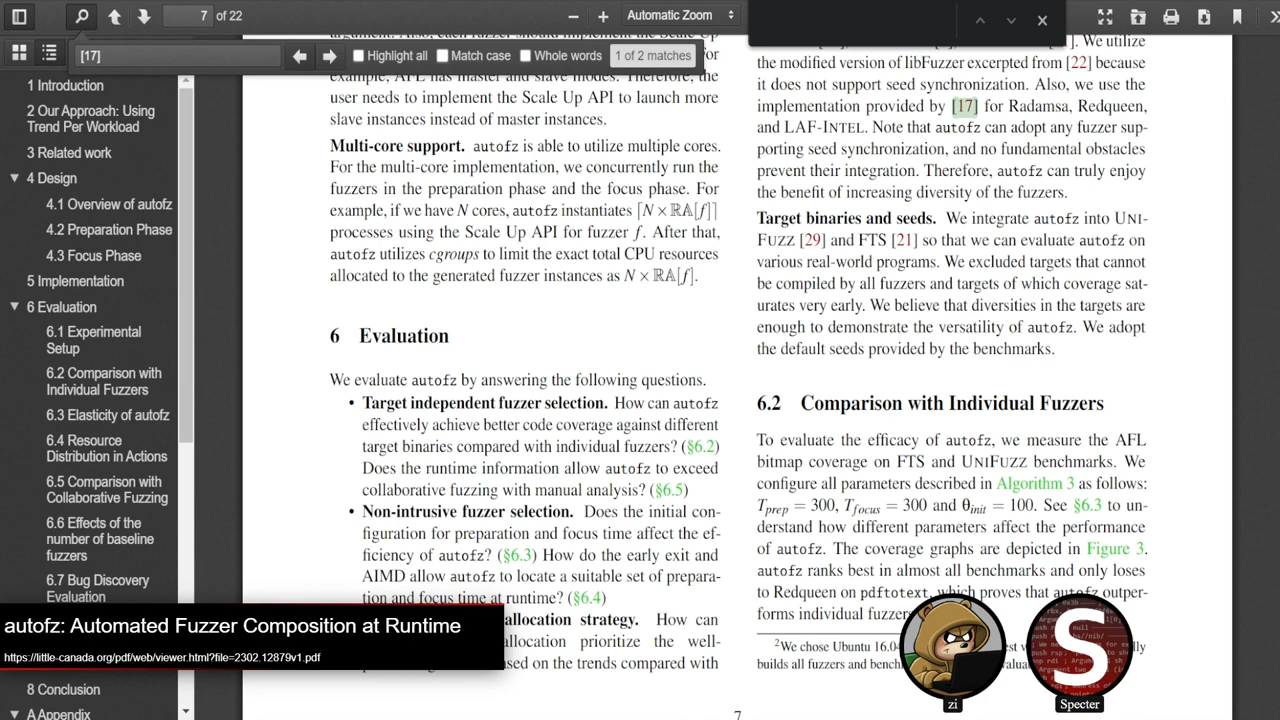 7 of 22
Automatic Zoom
[17]
Highlight all
Match case
Whole words
1 of 2 matches
1 Introduction
2 Our Approach: Using
Trend Per Workload
3 Related work
4 Design
4.1 Overview of autofz
4.2 Preparation Phase
4.3 Focus Phase
5 Implementation
6 Evaluation
6.1 Experimental
Setup
6.2 Comparison with
Individual Fuzzers
6.3 Elasticity of autofz
6.4 Resource
Distribution in Actions
6.5 Comparison with
Collaborative Fuzzing
6.6 Effects of the
number of baseline
fuzzers
6.7 Bug Discovery
Evaluation
8 Conclusion
A Appendix
example, AFL has master and slave modes. Therefore, the
user needs to implement the Scale Up API to launch more
slave instances instead of master instances.
Multi-core support. autofz is able to utilize multiple cores.
For the multi-core implementation, we concurrently run the
fuzzers in the preparation phase and the focus phase. For
example, if we have N cores, autofz instantiates ⌈N×ℝ𝔸[f]⌉
processes using the Scale Up API for fuzzer f. After that,
autofz utilizes cgroups to limit the exact total CPU resources
allocated to the generated fuzzer instances as N×ℝ𝔸[f].
6 Evaluation
We evaluate autofz by answering the following questions.
• Target independent fuzzer selection. How can autofz
effectively achieve better code coverage against different
target binaries compared with individual fuzzers? (§6.2)
Does the runtime information allow autofz to exceed
collaborative fuzzing with manual analysis? (§6.5)
• Non-intrusive fuzzer selection. Does the initial con-
figuration for preparation and focus time affect the ef-
ficiency of autofz? (§6.3) How do the early exit and
AIMD allow autofz to locate a suitable set of prepara-
tion and focus time at runtime? (§6.4)
allocation strategy. How can
allocation prioritize the well-
used on the trends compared with
We utilize
the modified version of libFuzzer excerpted from [22] because
it does not support seed synchronization. Also, we use the
implementation provided by [17] for Radamsa, Redqueen,
and LAF-INTEL. Note that autofz can adopt any fuzzer sup-
porting seed synchronization, and no fundamental obstacles
prevent their integration. Therefore, autofz can truly enjoy
the benefit of increasing diversity of the fuzzers.
Target binaries and seeds. We integrate autofz into UNI-
FUZZ [29] and FTS [21] so that we can evaluate autofz on
various real-world programs. We excluded targets that cannot
be compiled by all fuzzers and targets of which coverage sat-
urates very early. We believe that diversities in the targets are
enough to demonstrate the versatility of autofz. We adopt
the default seeds provided by the benchmarks.
6.2 Comparison with Individual Fuzzers
To evaluate the efficacy of autofz, we measure the AFL
bitmap coverage on FTS and UNIFUZZ benchmarks. We
configure all parameters described in Algorithm 3 as follows:
Tprep = 300, Tfocus = 300 and θinit = 100. See §6.3 to un-
derstand how different parameters affect the performance
of autofz. The coverage graphs are depicted in Figure 3.
autofz ranks best in almost all benchmarks and only loses
to Redqueen on pdftotext, which proves that autofz outper-
forms individual fuzzers
2We chose Ubuntu 16.0
builds all fuzzers and bench
7
autofz: Automated Fuzzer Composition at Runtime
https://little-canada.org/pdf/web/viewer.html?file=2302.12879v1.pdf
zi
S
Specter